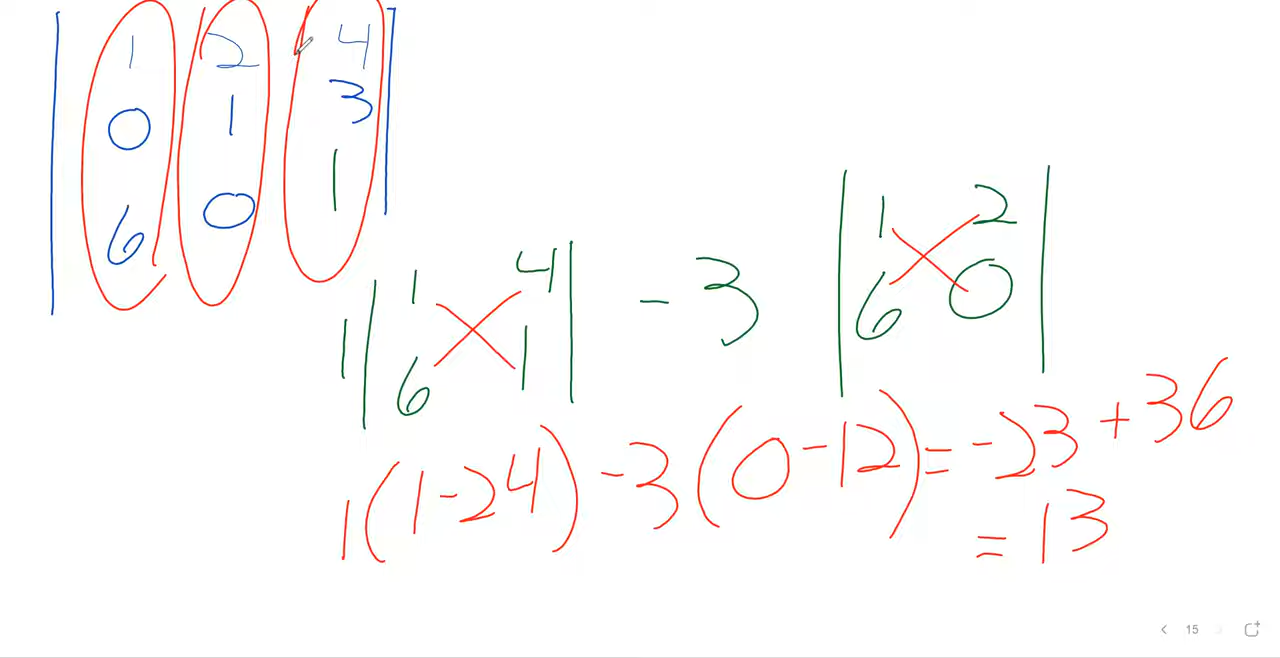 | 1 2 4 |
| 0 1 3 |
| 6 0 1 |
1 | 1 4 | - 3 | 1 2 |
| 6 1 | | 6 0 |
1(1-24) -3(0-12) = -23 + 36
= 13
< 15